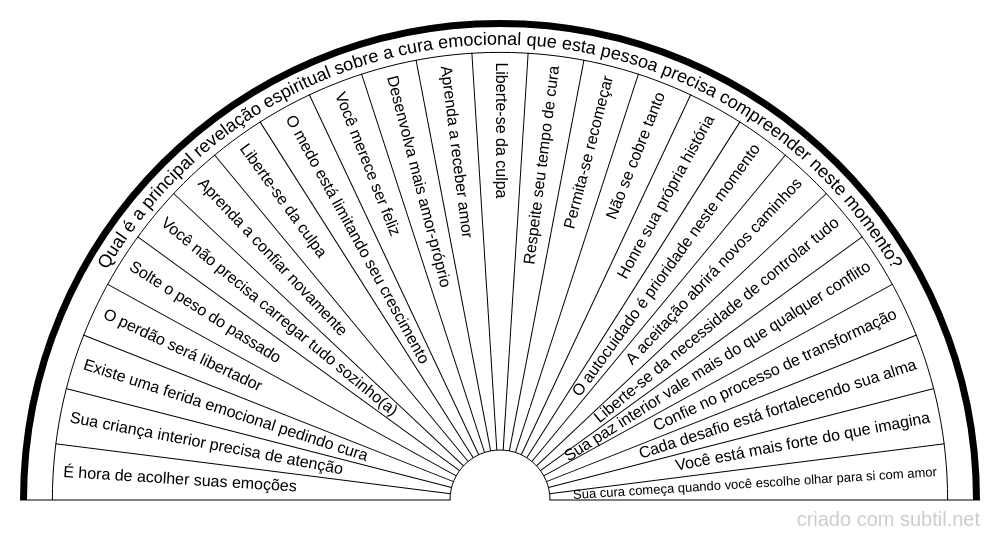 Qual é a principal revelação espiritual sobre a cura emocional que esta pessoa precisa compreender neste momento?
É hora de acolher suas emoções
Sua criança interior precisa de atenção
Existe uma ferida emocional pedindo cura
O perdão será libertador
Solte o peso do passado
Você não precisa carregar tudo sozinho(a)
Aprenda a confiar novamente
Liberte-se da culpa
O medo está limitando seu crescimento
Você merece ser feliz
Desenvolva mais amor-próprio
Aprenda a receber amor
Liberte-se da culpa
Respeite seu tempo de cura
Permita-se recomeçar
Não se cobre tanto
Honre sua própria história
O autocuidado é prioridade neste momento
A aceitação abrirá novos caminhos
Liberte-se da necessidade de controlar tudo
Sua paz interior vale mais do que qualquer conflito
Confie no processo de transformação
Cada desafio está fortalecendo sua alma
Você está mais forte do que imagina
Sua cura começa quando você escolhe olhar para si com amor
criado com subtil.net